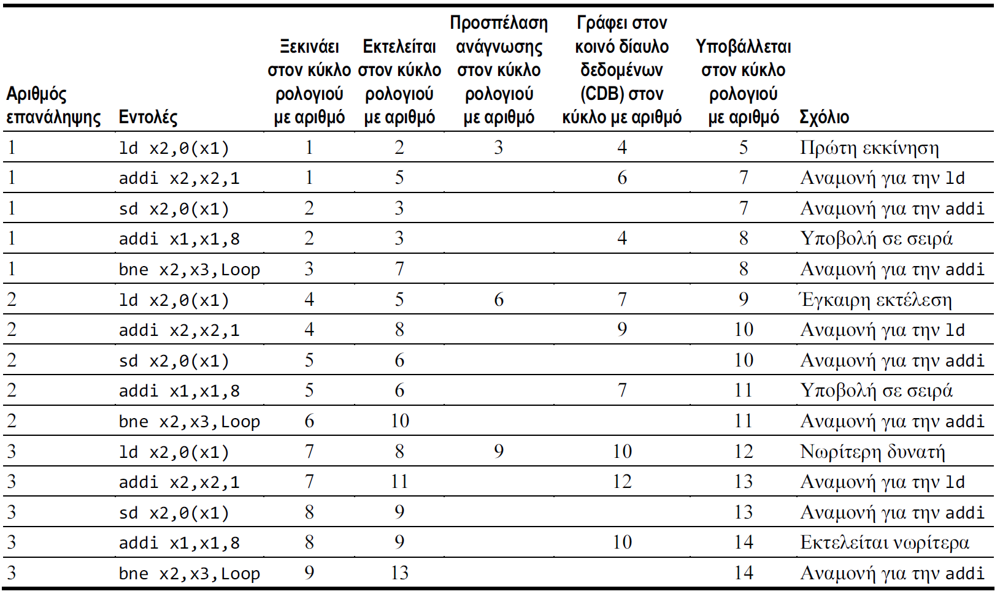 Αριθμός επανάληψης | Εντολές | Ξεκινάει στον κύκλο ρολογιού με αριθμό | Εκτελείται στον κύκλο ρολογιού με αριθμό | Προσπέλαση ανάγνωσης στον κύκλο ρολογιού με αριθμό | Γράφει στον κοινό δίαυλο δεδομένων (CDB) στον κύκλο με αριθμό | Υποβάλλεται στον κύκλο ρολογιού με αριθμό | Σχόλιο
1 ld x2,0(x1) 1 2 3 4 5 Πρώτη εκκίνηση
1 addi x2,x2,1 1 5 6 7 Αναμονή για την ld
1 sd x2,0(x1) 2 3 7 Αναμονή για την addi
1 addi x1,x1,8 2 3 4 8 Υποβολή σε σειρά
1 bne x2,x3,Loop 3 7 8 Αναμονή για την addi
2 ld x2,0(x1) 4 5 6 7 9 Έγκαιρη εκτέλεση
2 addi x2,x2,1 4 8 9 10 Αναμονή για την ld
2 sd x2,0(x1) 5 6 10 Αναμονή για την addi
2 addi x1,x1,8 5 6 7 11 Υποβολή σε σειρά
2 bne x2,x3,Loop 6 10 11 Αναμονή για την addi
3 ld x2,0(x1) 7 8 9 10 12 Νωρίτερη δυνατή
3 addi x2,x2,1 7 11 12 13 Αναμονή για την ld
3 sd x2,0(x1) 8 9 13 Αναμονή για την addi
3 addi x1,x1,8 8 9 10 14 Εκτελείται νωρίτερα
3 bne x2,x3,Loop 9 13 14 Αναμονή για την addi